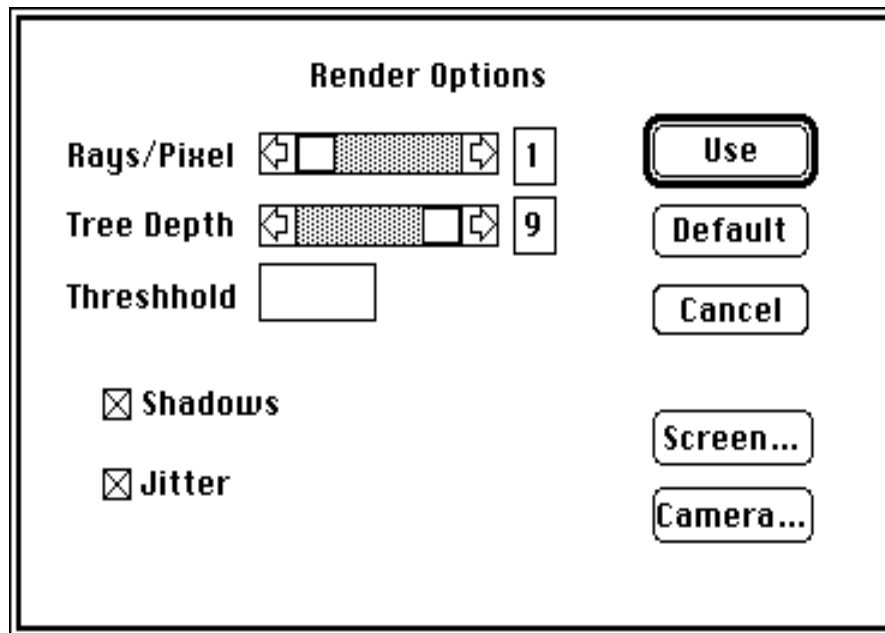 Render Options
Rays/Pixel 1
Use
Tree Depth 9
Default
Threshhold
Cancel
Shadows
Screen...
Jitter
Camera...